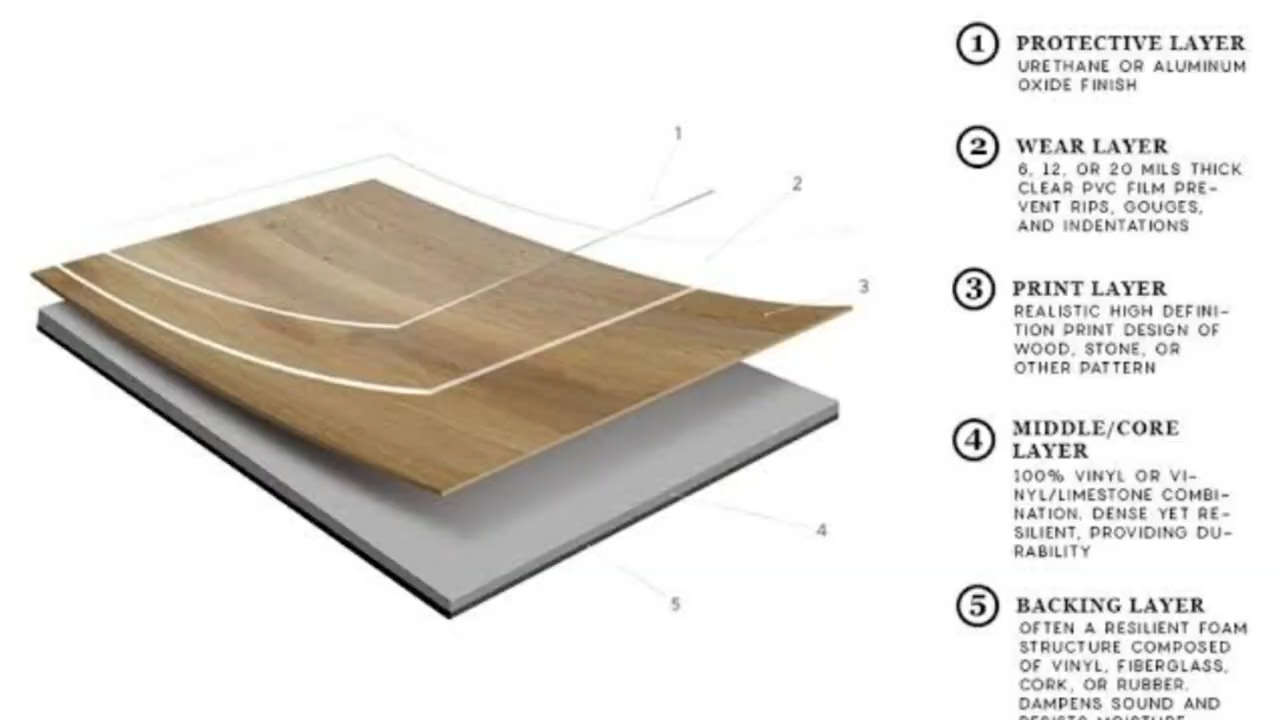 1
2
3
4
5
1 PROTECTIVE LAYER
URETHANE OR ALUMINUM
OXIDE FINISH
2 WEAR LAYER
6, 12, OR 20 MILS THICK
CLEAR PVC FILM PRE-
VENT RIPS, GOUGES,
AND INDENTATIONS
3 PRINT LAYER
REALISTIC HIGH DEFINI-
TION PRINT DESIGN OF
WOOD, STONE, OR
OTHER PATTERN
4 MIDDLE/CORE
LAYER
100% VINYL OR VI-
NYL/LIMESTONE COMBI-
NATION, DENSE YET RE-
SILIENT, PROVIDING DU-
RABILITY
5 BACKING LAYER
OFTEN A RESILIENT FOAM
STRUCTURE COMPOSED
OF VINYL, FIBERGLASS,
CORK, OR RUBBER.
DAMPENS SOUND AND